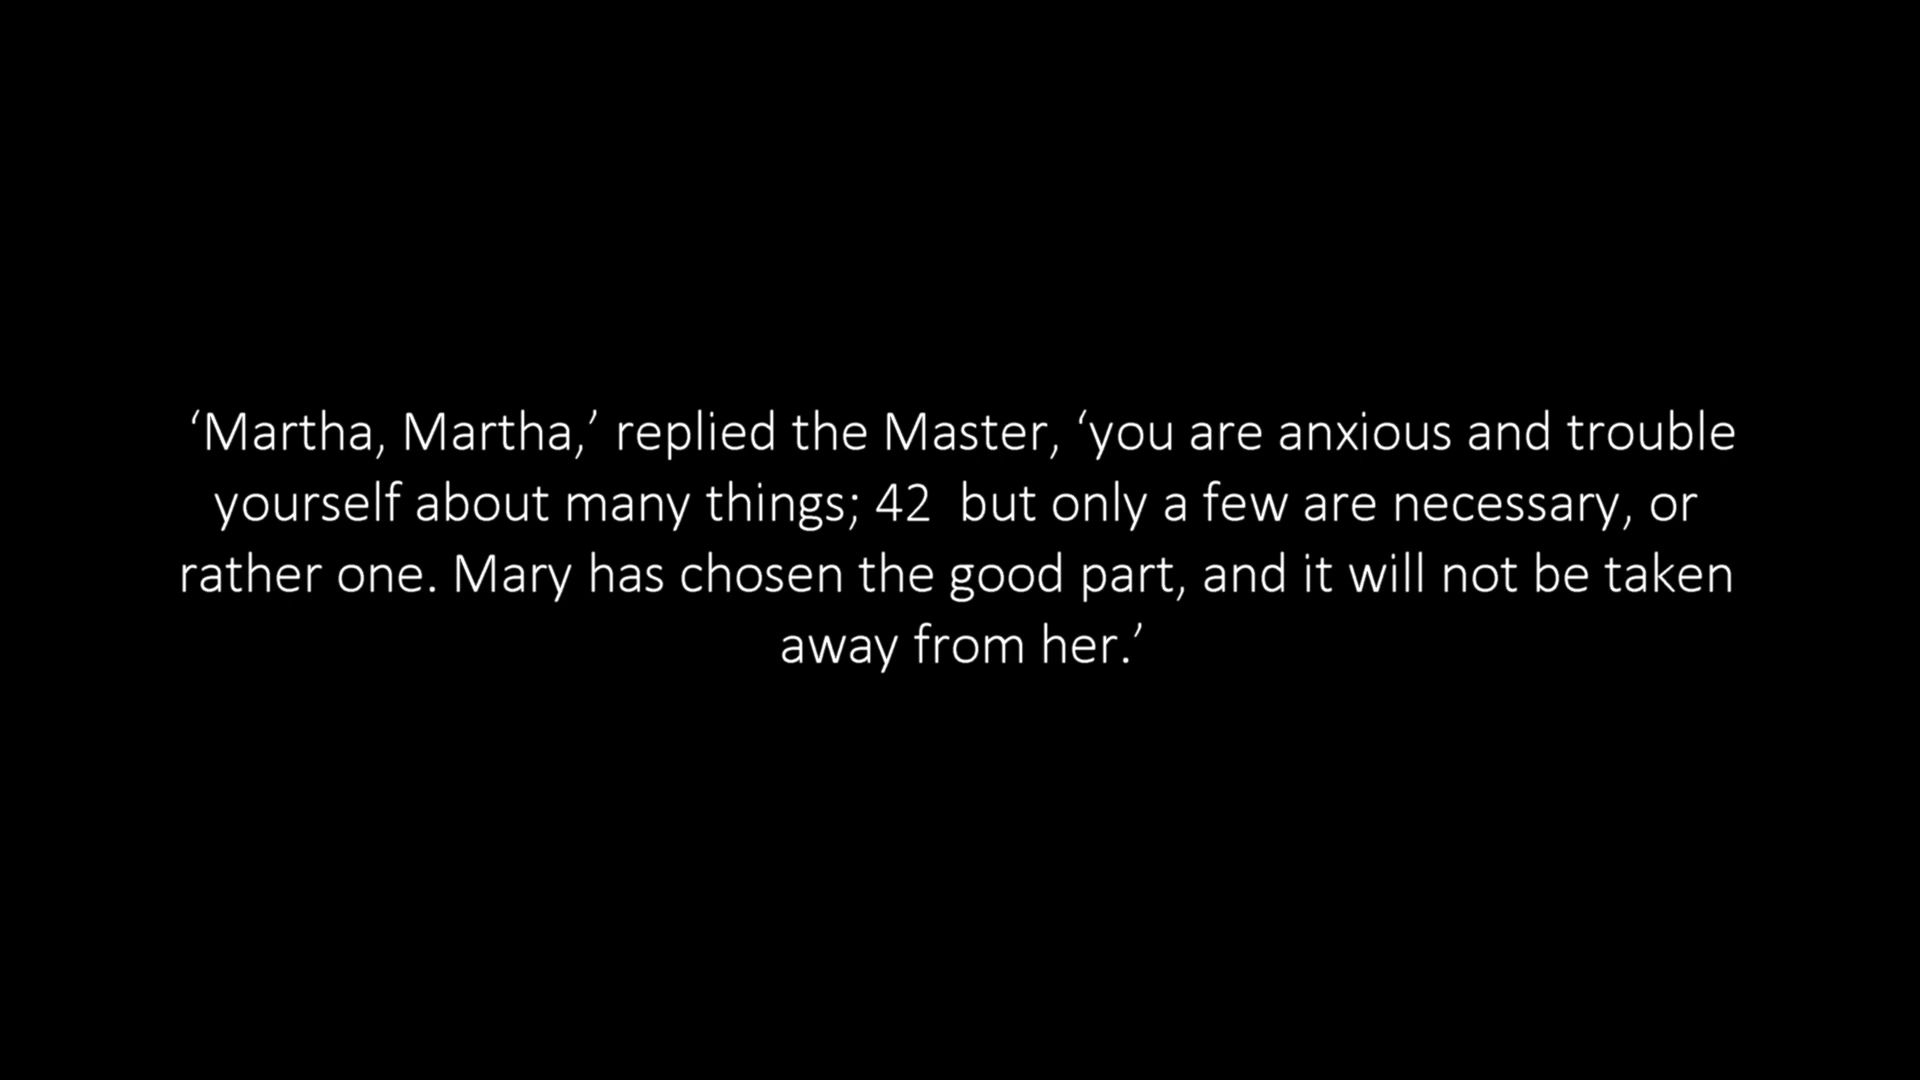 ‘Martha, Martha,’ replied the Master, ‘you are anxious and trouble
yourself about many things; 42  but only a few are necessary, or
rather one. Mary has chosen the good part, and it will not be taken
away from her.’